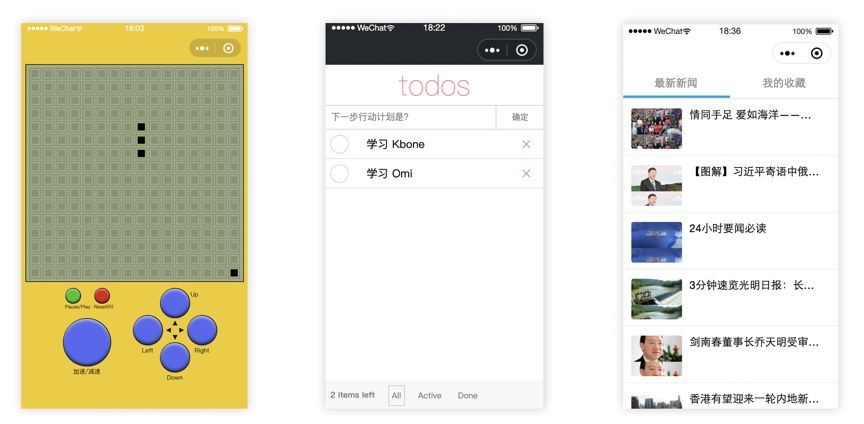 ●●●●● WeChat 18:03 100%
Pause/Play Reset(R)
Up
Left Right
加速/减速
Down
●●●●● WeChat 18:22 100%
todos
下一步行动计划是? 确定
学习 Kbone
学习 Omi
2 items left All Active Done
●●●●● WeChat 18:36 100%
最新新闻 我的收藏
情同手足 爱如海洋——...
【图解】习近平寄语中俄...
24小时要闻必读
3分钟速览光明日报：长...
剑南春董事长乔天明受审...
香港有望迎来一轮内地新...